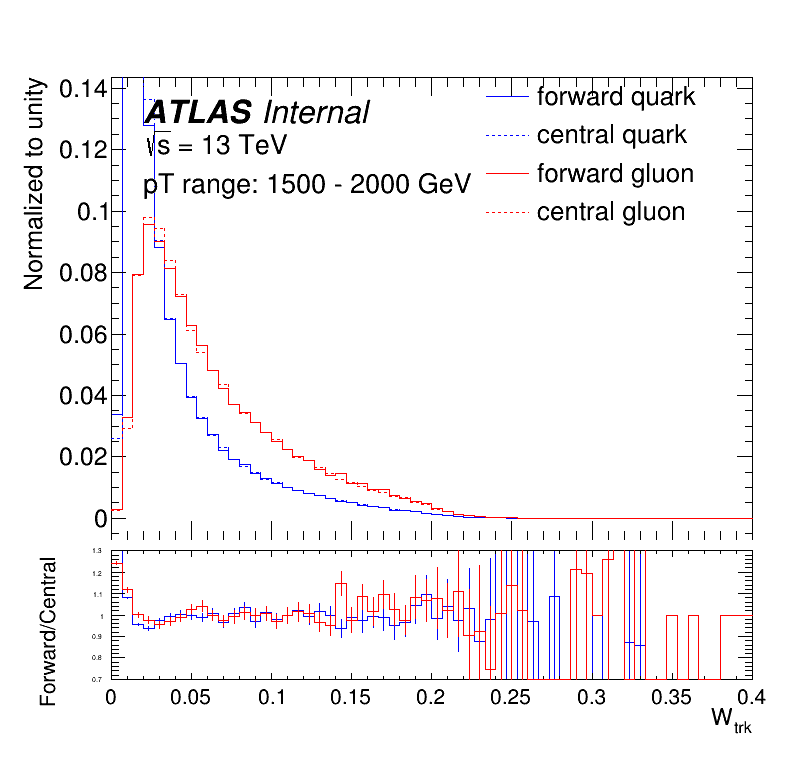 Normalized to unity
0.14
0.12
0.1
0.08
0.06
0.04
0.02
0
ATLAS Internal
√s = 13 TeV
pT range: 1500 - 2000 GeV
forward quark
central quark
forward gluon
central gluon
Forward/Central
1.3
1.2
1.1
1
0.9
0.8
0.7
0 0.05 0.1 0.15 0.2 0.25 0.3 0.35 0.4
W_trk